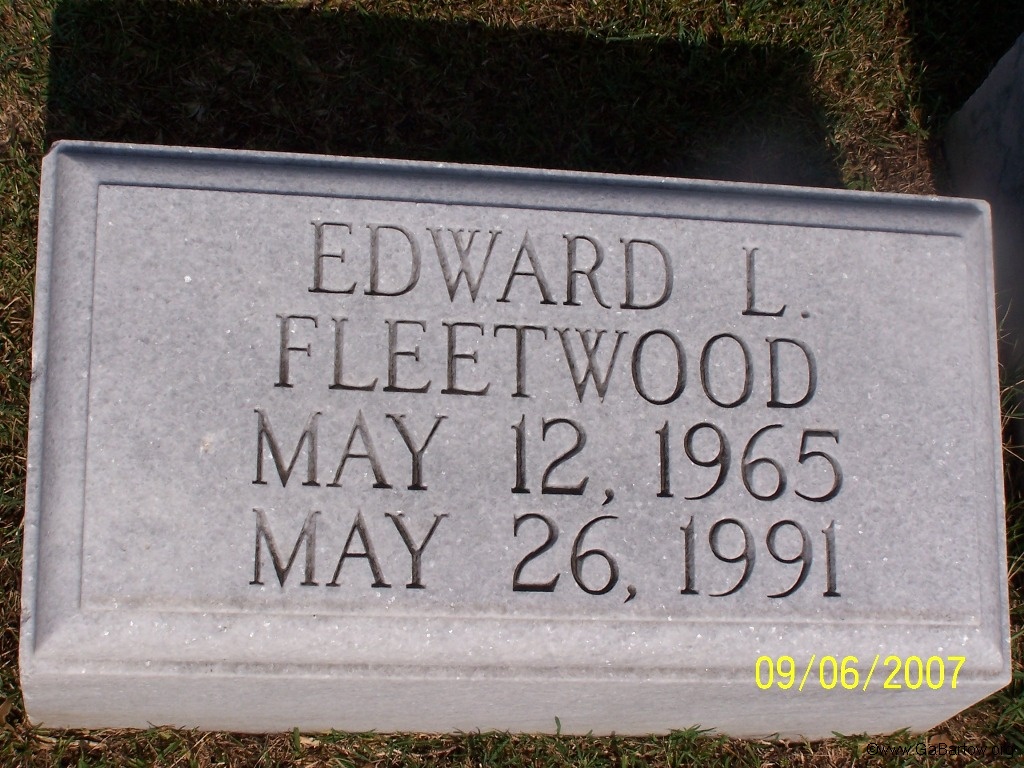 EDWARD L.
FLEETWOOD
MAY 12, 1965
MAY 26, 1991
09/06/2007